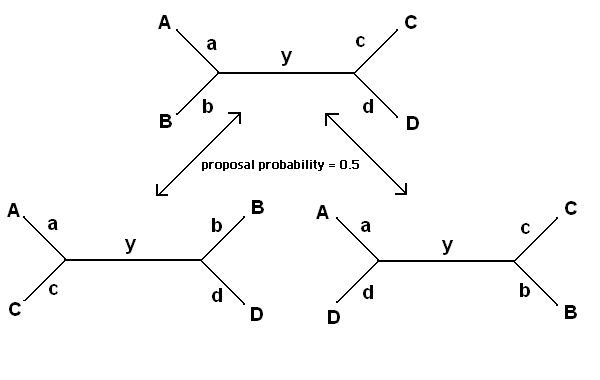 A a y c C
B b d D
proposal probability = 0.5
A a y b B
C c d D
A a y c C
D d b B